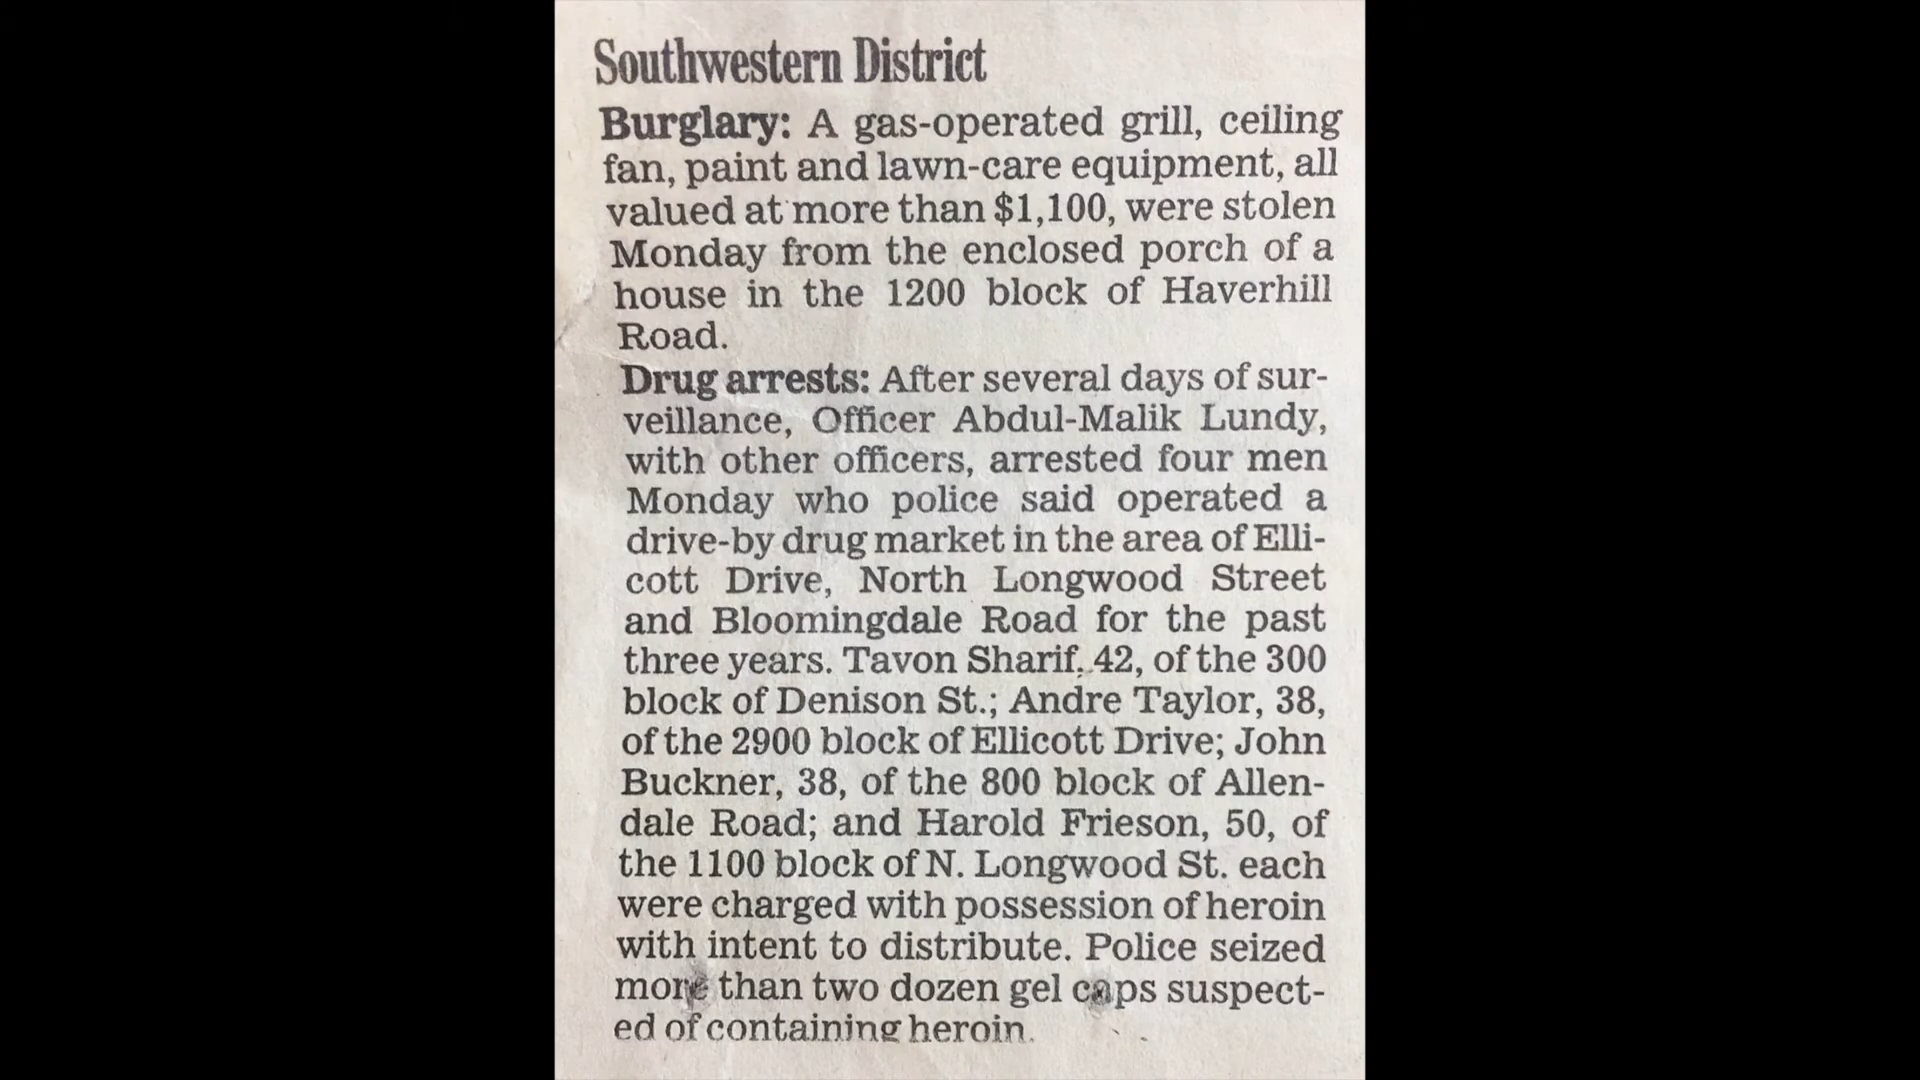 Southwestern District
Burglary: A gas-operated grill, ceiling
fan, paint and lawn-care equipment, all
valued at more than $1,100, were stolen
Monday from the enclosed porch of a
house in the 1200 block of Haverhill
Road.
Drug arrests: After several days of sur-
veillance, Officer Abdul-Malik Lundy,
with other officers, arrested four men
Monday who police said operated a
drive-by drug market in the area of Elli-
cott Drive, North Longwood Street
and Bloomingdale Road for the past
three years. Tavon Sharif, 42, of the 300
block of Denison St.; Andre Taylor, 38,
of the 2900 block of Ellicott Drive; John
Buckner, 38, of the 800 block of Allen-
dale Road; and Harold Frieson, 50, of
the 1100 block of N. Longwood St. each
were charged with possession of heroin
with intent to distribute. Police seized
more than two dozen gel caps suspect-
ed of containing heroin.